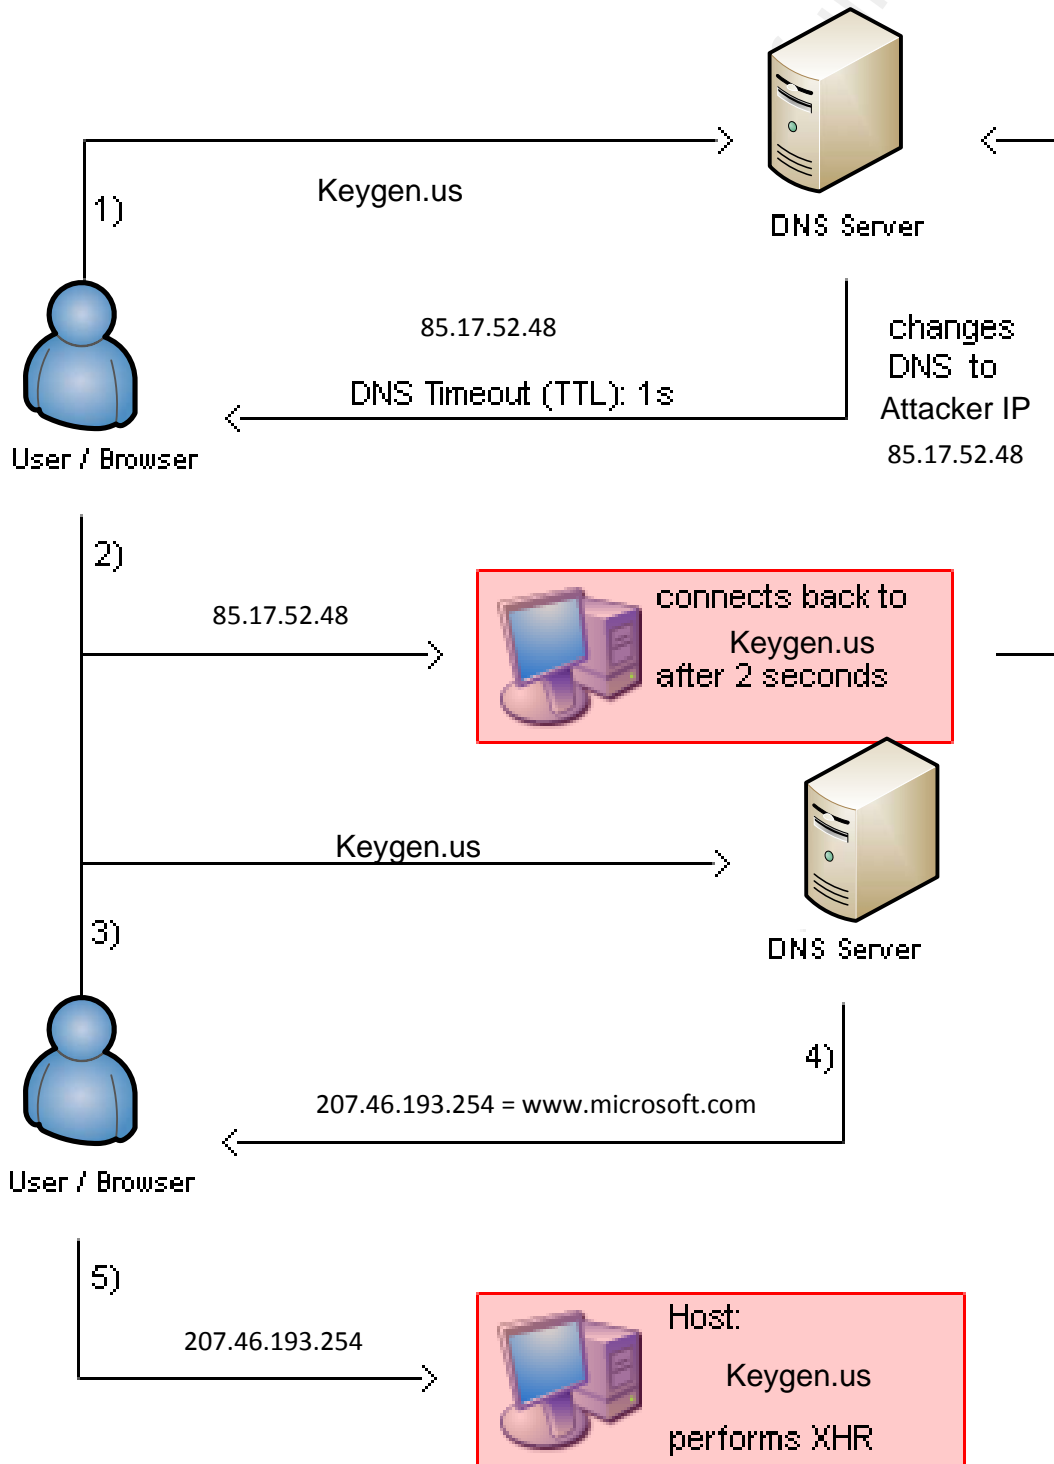 1)
Keygen.us
DNS Server
85.17.52.48
DNS Timeout (TTL): 1s
changes
DNS to
Attacker IP
85.17.52.48
User / Browser
2)
85.17.52.48
connects back to
Keygen.us
after 2 seconds
Keygen.us
3)
DNS Server
4)
207.46.193.254 = www.microsoft.com
User / Browser
5)
207.46.193.254
Host:
Keygen.us
performs XHR